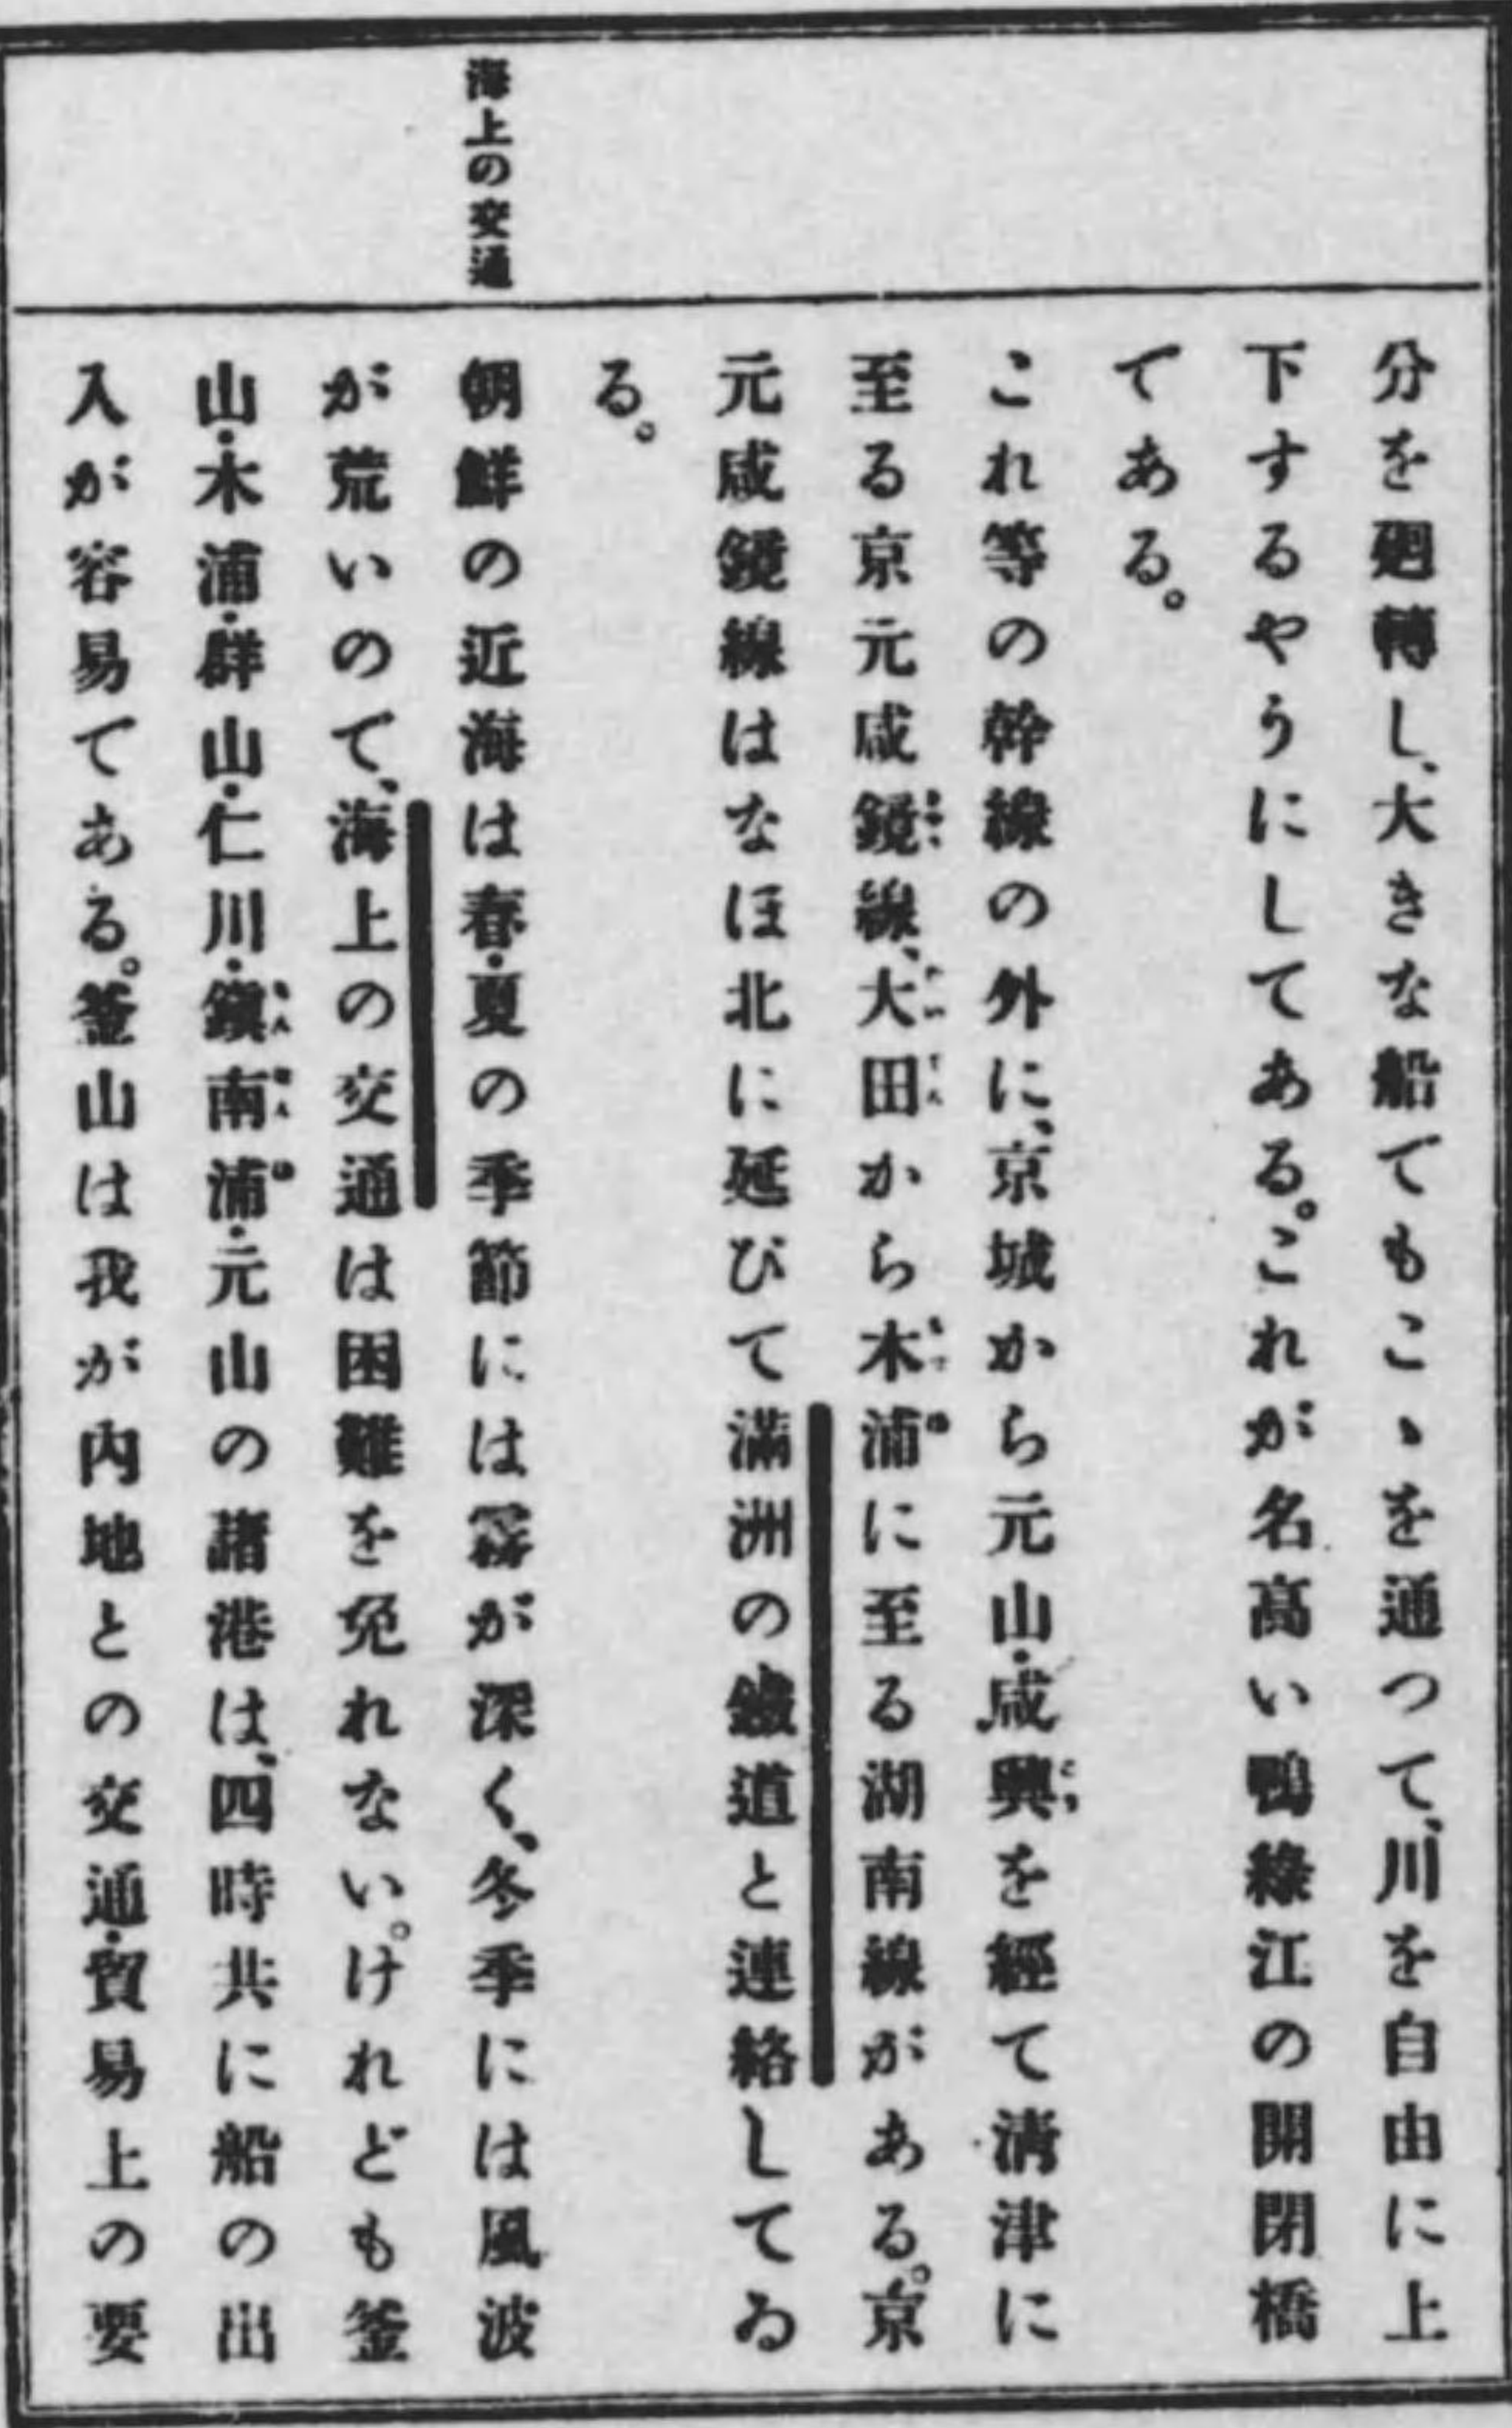 分を廻轉し、大きな船でもこゝを通つて、川を自由に上
下するやうにしてある。これが名高い鴨綠江の開閉橋
である。
これ等の幹線の外に、京城から元山・咸興を經て淸津に
至る京元咸鏡線、大田から木浦に至る湖南線がある。京
元咸鏡線はなほ北に延びて滿洲の鐵道と連絡してゐ
る。
海上の交通
朝鮮の近海は春・夏の季節には霧が深く、冬季には風波
が荒いので、海上の交通は困難を免れない。けれども釜
山・木浦・群山・仁川・鎭南浦・元山の諸港は、四時共に船の出
入が容易である。釜山は我が內地との交通・貿易上の要